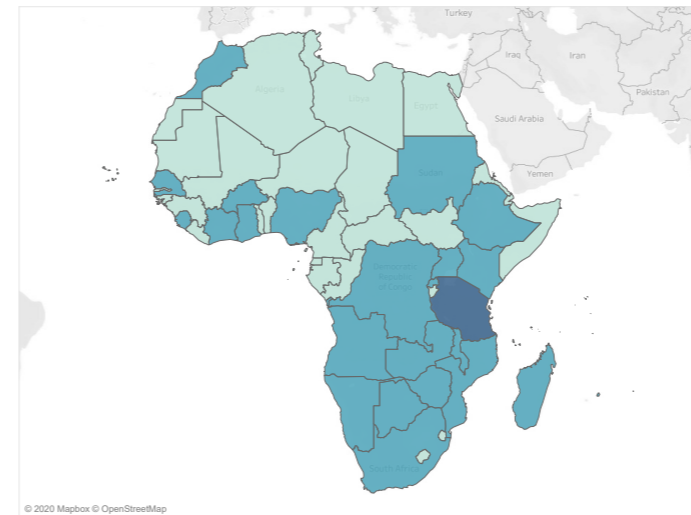 Turkey
Iraq
Iran
Pakistan
Algeria
Libya
Egypt
Saudi Arabia
Sudan
Yemen
Democratic
Republic
of Congo
South Africa
© 2020 Mapbox © OpenStreetMap